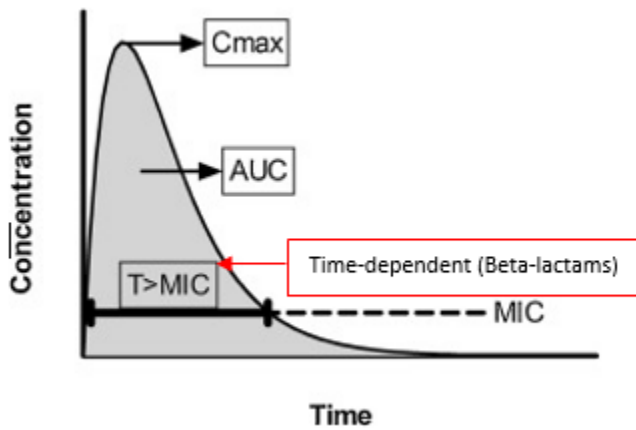 Cmax
AUC
Time-dependent (Beta-lactams)
T>MIC
MIC
Concentration
Time